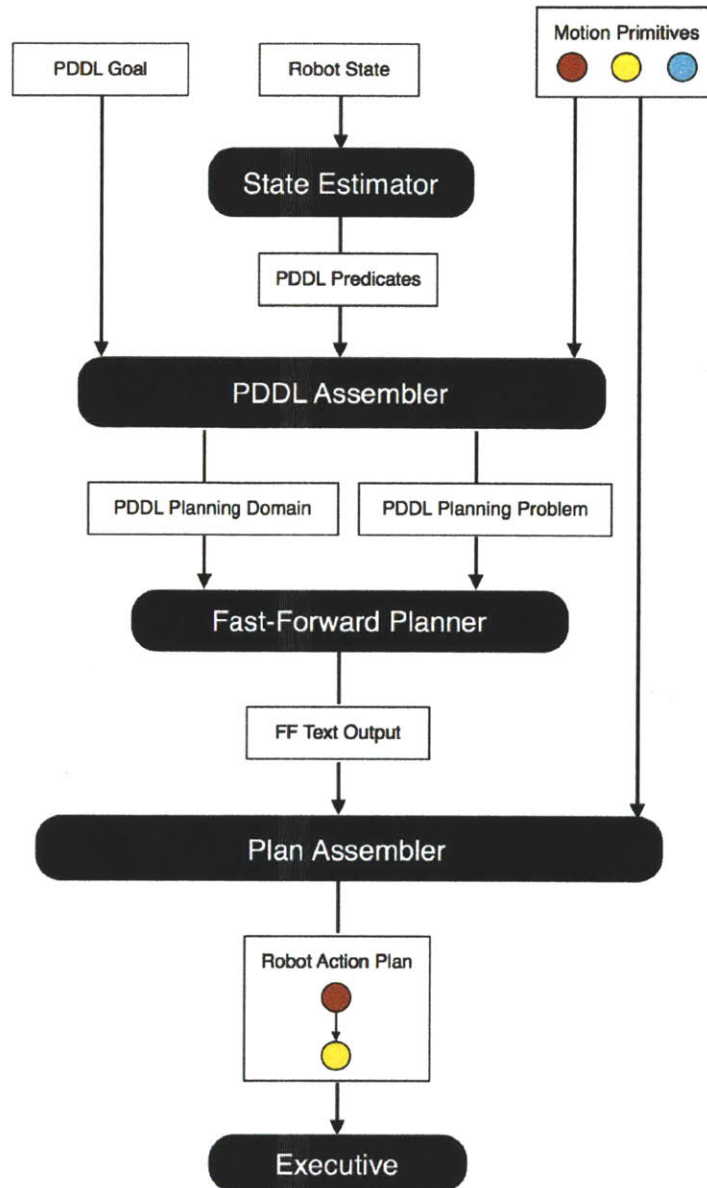 PDDL Goal
Robot State
Motion Primitives
State Estimator
PDDL Predicates
PDDL Assembler
PDDL Planning Domain
PDDL Planning Problem
Fast-Forward Planner
FF Text Output
Plan Assembler
Robot Action Plan
Executive